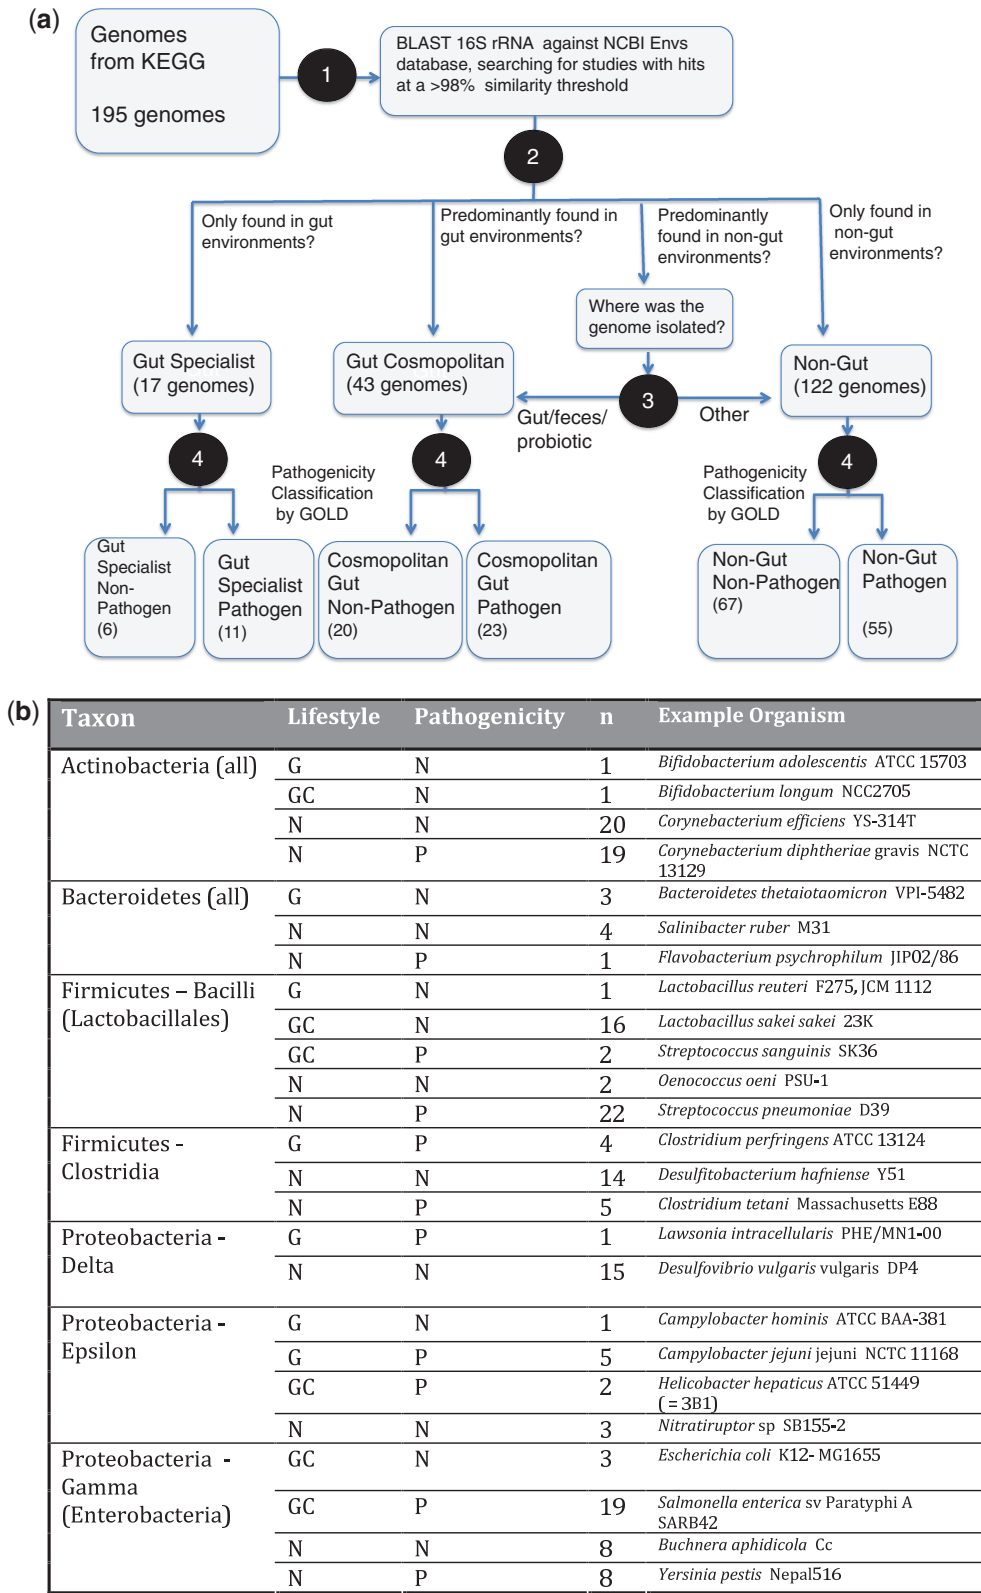 (a)
Genomes
from KEGG
195 genomes
1
BLAST 16S rRNA against NCBI Envs
database, searching for studies with hits
at a >98% similarity threshold
2
Only found in gut
environments?
Predominantly found in
gut environments?
Predominantly
found in non-gut
environments?
Only found in
non-gut
environments?
Where was the
genome isolated?
Gut Specialist
(17 genomes)
Gut Cosmopolitan
(43 genomes)
3
Gut/feces/
probiotic
Other
Non-Gut
(122 genomes)
4
Pathogenicity
Classification
by GOLD
4
Pathogenicity
Classification
by GOLD
4
Gut
Specialist
Non-
Pathogen
(6)
Gut
Specialist
Pathogen
(11)
Cosmopolitan
Gut
Non-Pathogen
(20)
Cosmopolitan
Gut
Pathogen
(23)
Non-Gut
Non-Pathogen
(67)
Non-Gut
Pathogen
(55)
(b)
Taxon Lifestyle Pathogenicity n Example Organism
Actinobacteria (all) G N 1 Bifidobacterium adolescentis ATCC 15703
GC N 1 Bifidobacterium longum NCC2705
N N 20 Corynebacterium efficiens YS-314T
N P 19 Corynebacterium diphtheriae gravis NCTC
13129
Bacteroidetes (all) G N 3 Bacteroidetes thetaiotaomicron VPI-5482
N N 4 Salinibacter ruber M31
N P 1 Flavobacterium psychrophilum JIP02/86
Firmicutes – Bacilli G N 1 Lactobacillus reuteri F275, JCM 1112
(Lactobacillales) GC N 16 Lactobacillus sakei sakei 23K
GC P 2 Streptococcus sanguinis SK36
N N 2 Oenococcus oeni PSU-1
N P 22 Streptococcus pneumoniae D39
Firmicutes - G P 4 Clostridium perfringens ATCC 13124
Clostridia N N 14 Desulfitobacterium hafniense Y51
N P 5 Clostridium tetani Massachusetts E88
Proteobacteria - G P 1 Lawsonia intracellularis PHE/MN1-00
Delta N N 15 Desulfovibrio vulgaris vulgaris DP4
Proteobacteria - G N 1 Campylobacter hominis ATCC BAA-381
Epsilon G P 5 Campylobacter jejuni jejuni NCTC 11168
GC P 2 Helicobacter hepaticus ATCC 51449
( = 3B1)
N N 3 Nitratiruptor sp SB155-2
Proteobacteria - GC N 3 Escherichia coli K12- MG1655
Gamma
(Enterobacteria) GC P 19 Salmonella enterica sv Paratyphi A
SARB42
N N 8 Buchnera aphidicola Cc
N P 8 Yersinia pestis Nepal516